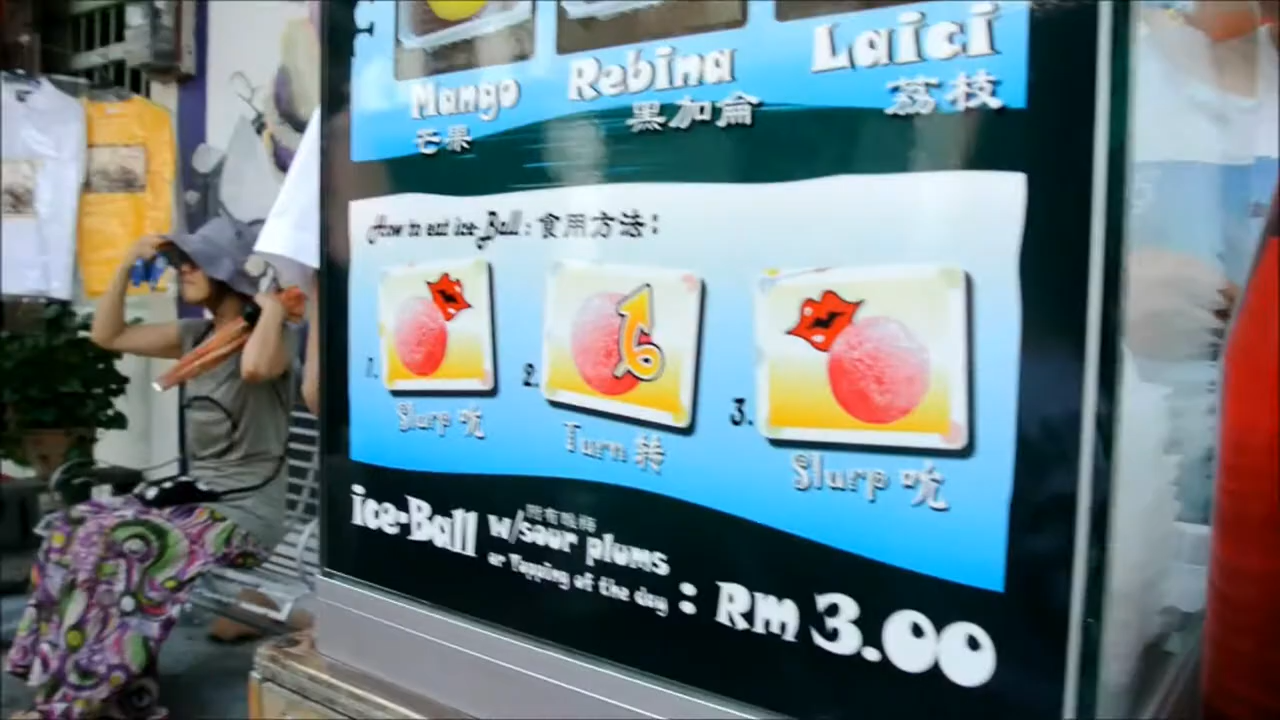 Mango
芒果
Rebina
黑加侖
Laici
荔枝
How to eat ice-Ball : 食用方法:
1.
Slurp 吮
2.
Turn 转
3.
Slurp 吮
ice-Ball w/sour plums
or Topping of the day : RM 3.00